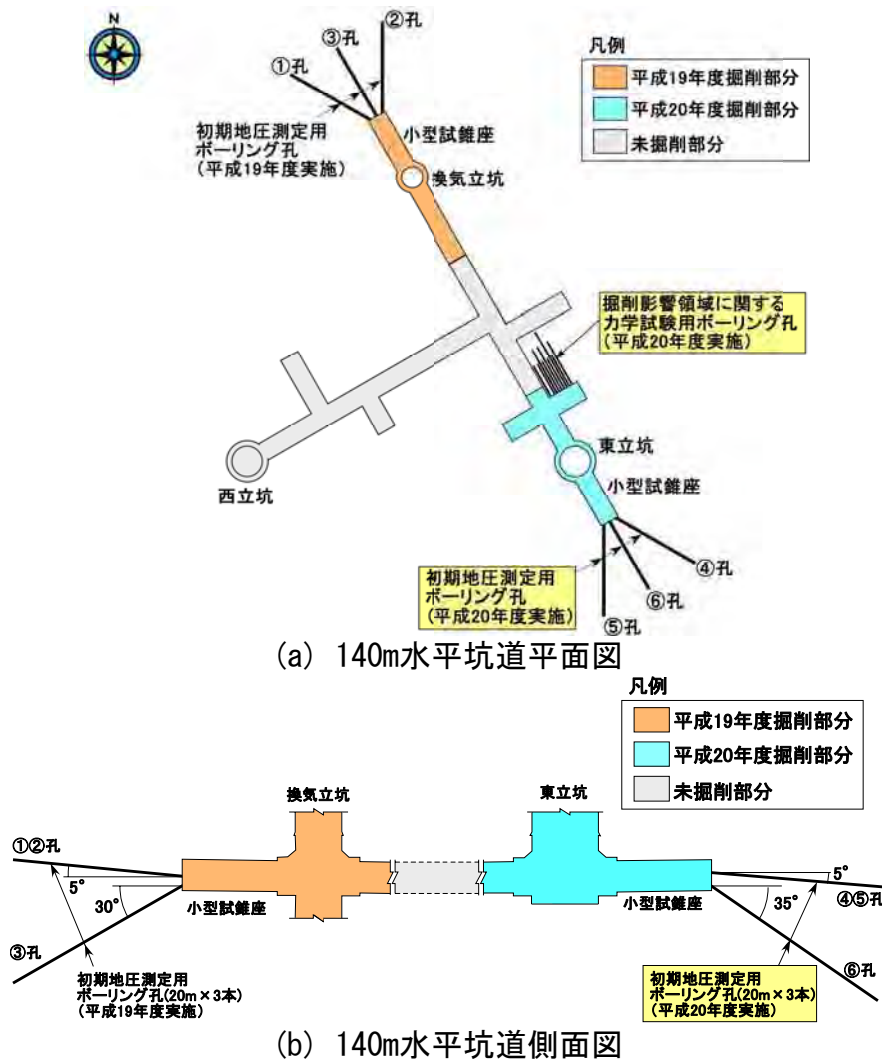 N
②孔
③孔
①孔
初期地圧測定用
ボーリング孔
(平成19年度実施)
小型試錐座
換気立坑
凡例
平成19年度掘削部分
平成20年度掘削部分
未掘削部分
掘削影響領域に関する
力学試験用ボーリング孔
(平成20年度実施)
東立坑
西立坑
小型試錐座
初期地圧測定用
ボーリング孔
(平成20年度実施)
④孔
⑥孔
⑤孔
(a) 140m水平坑道平面図
凡例
平成19年度掘削部分
平成20年度掘削部分
未掘削部分
換気立坑
東立坑
①②孔
5°
30°
小型試錐座
③孔
初期地圧測定用
ボーリング孔(20m×3本)
(平成19年度実施)
小型試錐座
5°
④⑤孔
35°
⑥孔
初期地圧測定用
ボーリング孔(20m×3本)
(平成20年度実施)
(b) 140m水平坑道側面図